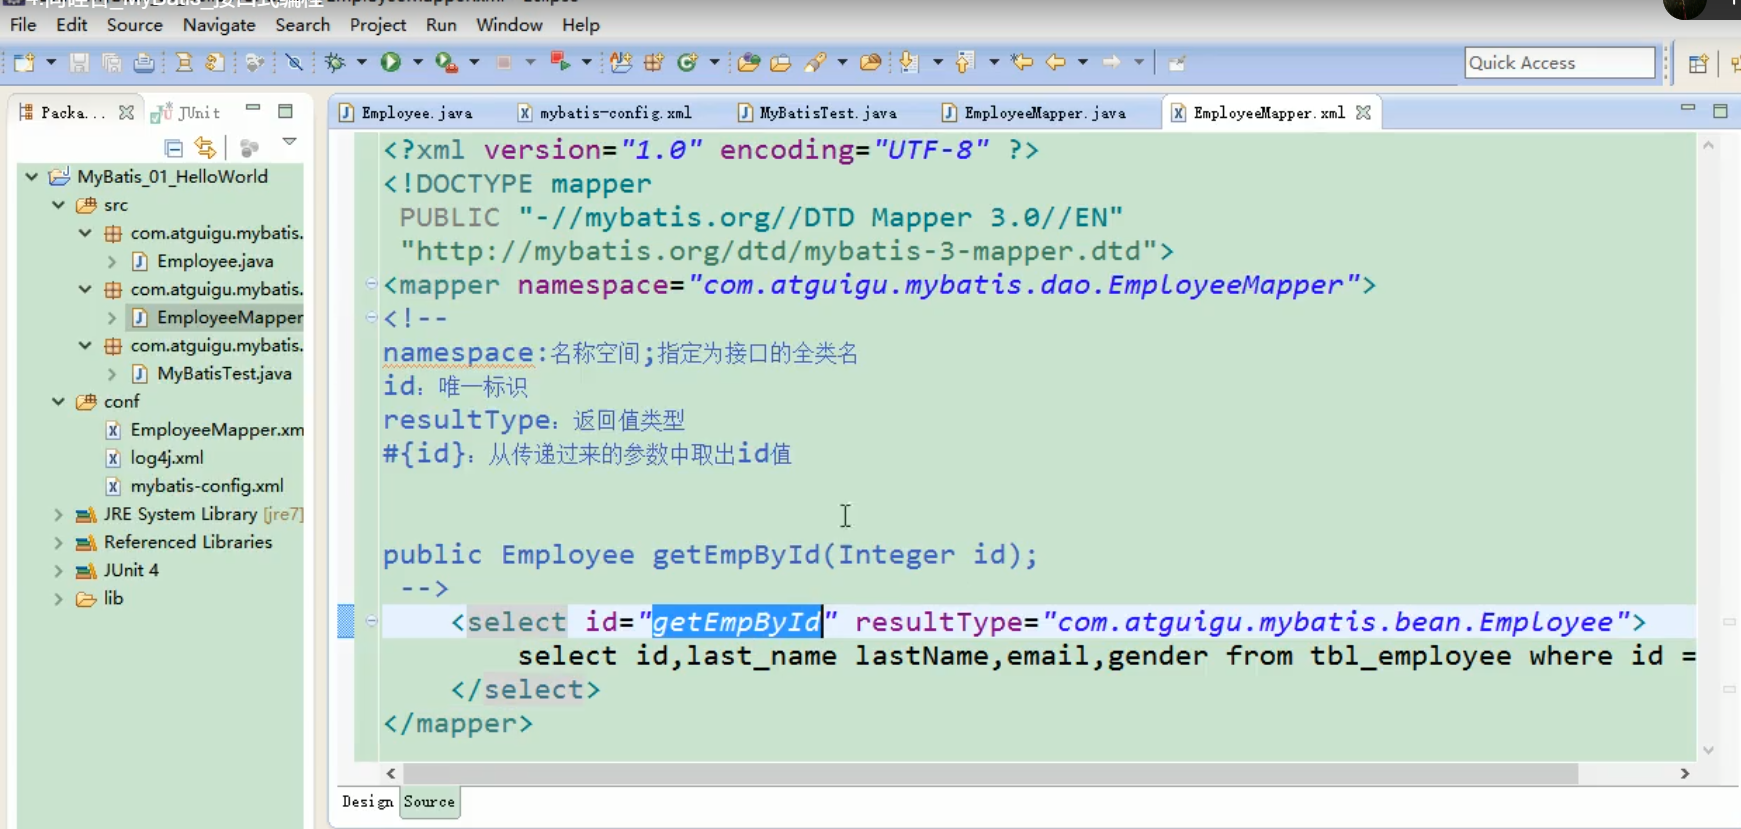 File Edit Source Navigate Search Project Run Window Help
Quick Access
Packa... JUnit
Employee.java mybatis-config.xml MyBatisTest.java EmployeeMapper.java EmployeeMapper.xml
MyBatis_01_HelloWorld
src
com.atguigu.mybatis.
Employee.java
com.atguigu.mybatis.
EmployeeMapper
com.atguigu.mybatis.
MyBatisTest.java
conf
EmployeeMapper.xm
log4j.xml
mybatis-config.xml
JRE System Library [jre7]
Referenced Libraries
JUnit 4
lib
<?xml version="1.0" encoding="UTF-8" ?>
<!DOCTYPE mapper
PUBLIC "-//mybatis.org//DTD Mapper 3.0//EN"
"http://mybatis.org/dtd/mybatis-3-mapper.dtd">
<mapper namespace="com.atguigu.mybatis.dao.EmployeeMapper">
<!--
namespace:名称空间;指定为接口的全类名
id：唯一标识
resultType：返回值类型
#{id}：从传递过来的参数中取出id值
public Employee getEmpById(Integer id);
-->
<select id="getEmpById" resultType="com.atguigu.mybatis.bean.Employee">
select id,last_name lastName,email,gender from tbl_employee where id =
</select>
</mapper>
Design Source